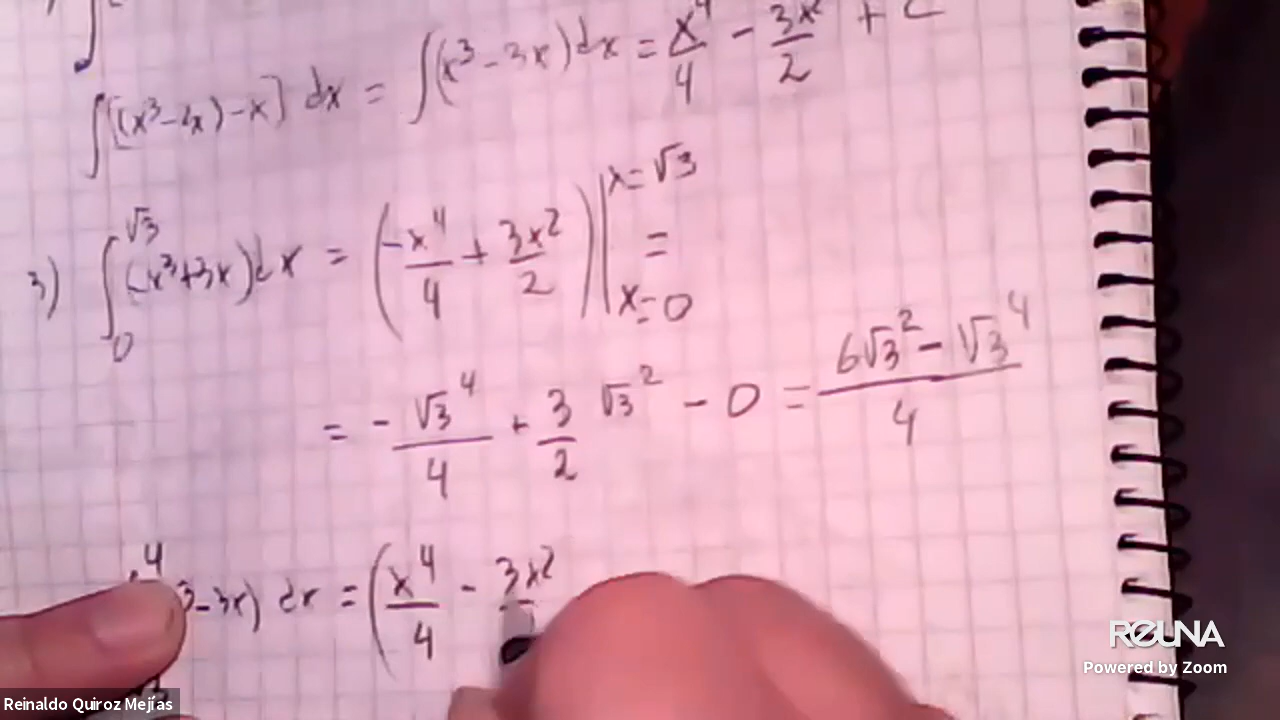 ∫[(x³-2x)-x] dx = ∫(x³-3x)dx = x⁴/4 - 3x²/2 + C
3) ∫₀^√3 (-x³+3x)dx = (-x⁴/4 + 3x²/2)|x=√3 x=0 =
= - √3⁴/4 + 3/2 √3² - 0 = 6√3² - √3⁴/4
4 ³-3x) dx = (x⁴/4 - 3x²
REUNA
Powered by Zoom
Reinaldo Quiroz Mejías